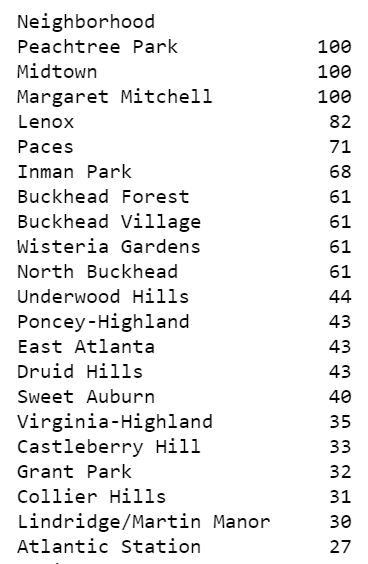 Neighborhood
Peachtree Park 100
Midtown 100
Margaret Mitchell 100
Lenox 82
Paces 71
Inman Park 68
Buckhead Forest 61
Buckhead Village 61
Wisteria Gardens 61
North Buckhead 61
Underwood Hills 44
Poncey-Highland 43
East Atlanta 43
Druid Hills 43
Sweet Auburn 40
Virginia-Highland 35
Castleberry Hill 33
Grant Park 32
Collier Hills 31
Lindridge/Martin Manor 30
Atlantic Station 27